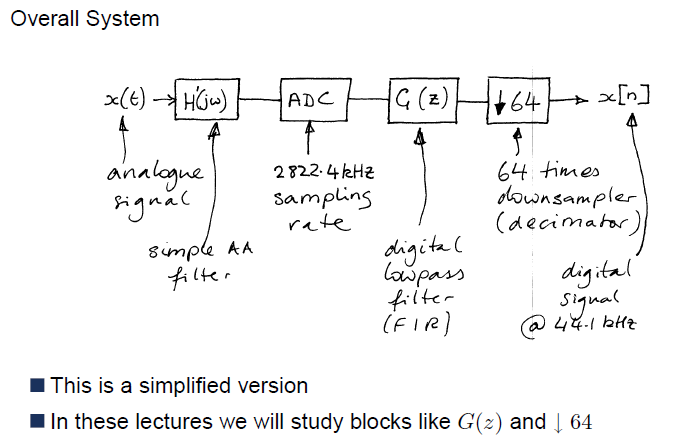 Overall System
x(t) → H'(jω) ADC G(z) ↓64 → x[n]
analogue signal
simple AA filter
2822.4kHz sampling rate
digital lowpass filter (FIR)
64 times downsampler (decimator)
digital signal @ 44.1 kHz
This is a simplified version
In these lectures we will study blocks like G(z) and ↓ 64